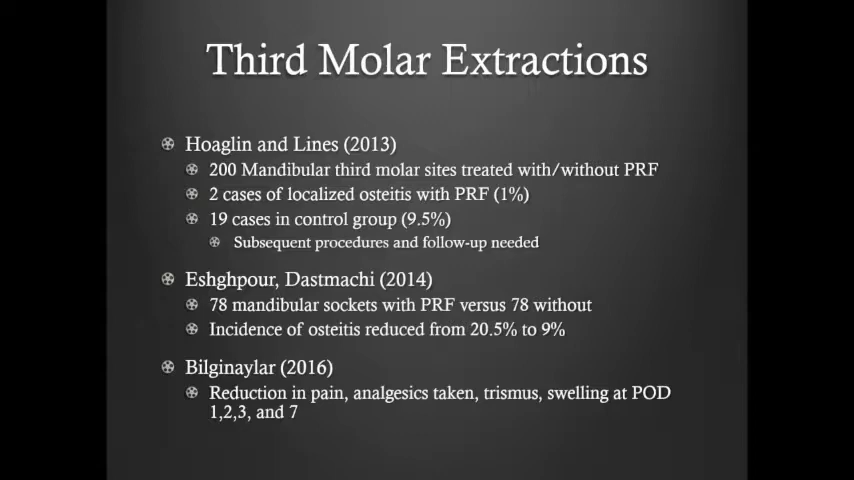 Third Molar Extractions
Hoaglin and Lines (2013)
200 Mandibular third molar sites treated with/without PRF
2 cases of localized osteitis with PRF (1%)
19 cases in control group (9.5%)
Subsequent procedures and follow-up needed
Eshghpour, Dastmachi (2014)
78 mandibular sockets with PRF versus 78 without
Incidence of osteitis reduced from 20.5% to 9%
Bilginaylar (2016)
Reduction in pain, analgesics taken, trismus, swelling at POD
1,2,3, and 7